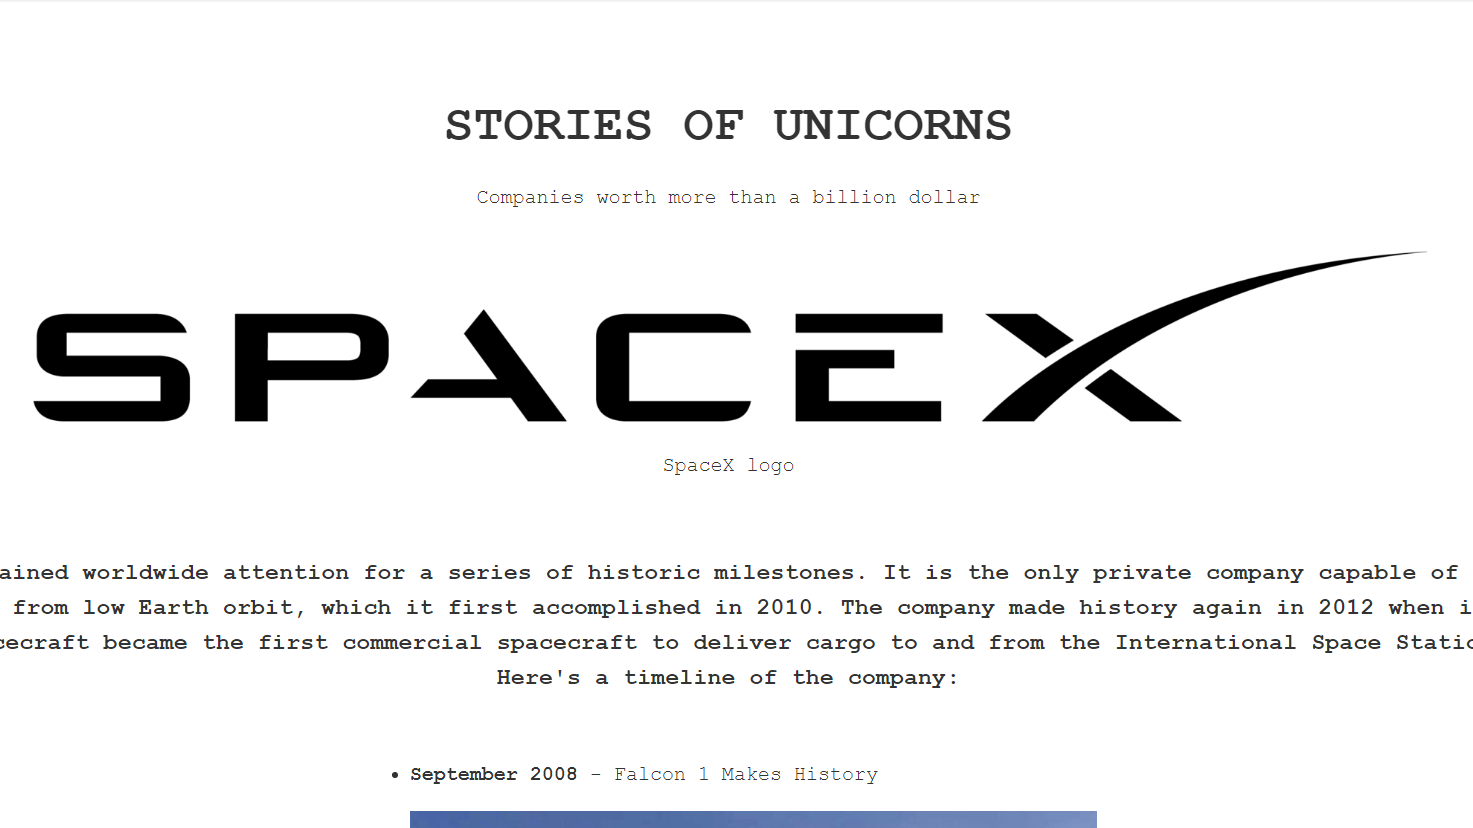 STORIES OF UNICORNS
Companies worth more than a billion dollar
SPACEX
SpaceX logo
ained worldwide attention for a series of historic milestones. It is the only private company capable of
from low Earth orbit, which it first accomplished in 2010. The company made history again in 2012 when i
cecraft became the first commercial spacecraft to deliver cargo to and from the International Space Static
Here's a timeline of the company:
• September 2008 – Falcon 1 Makes History